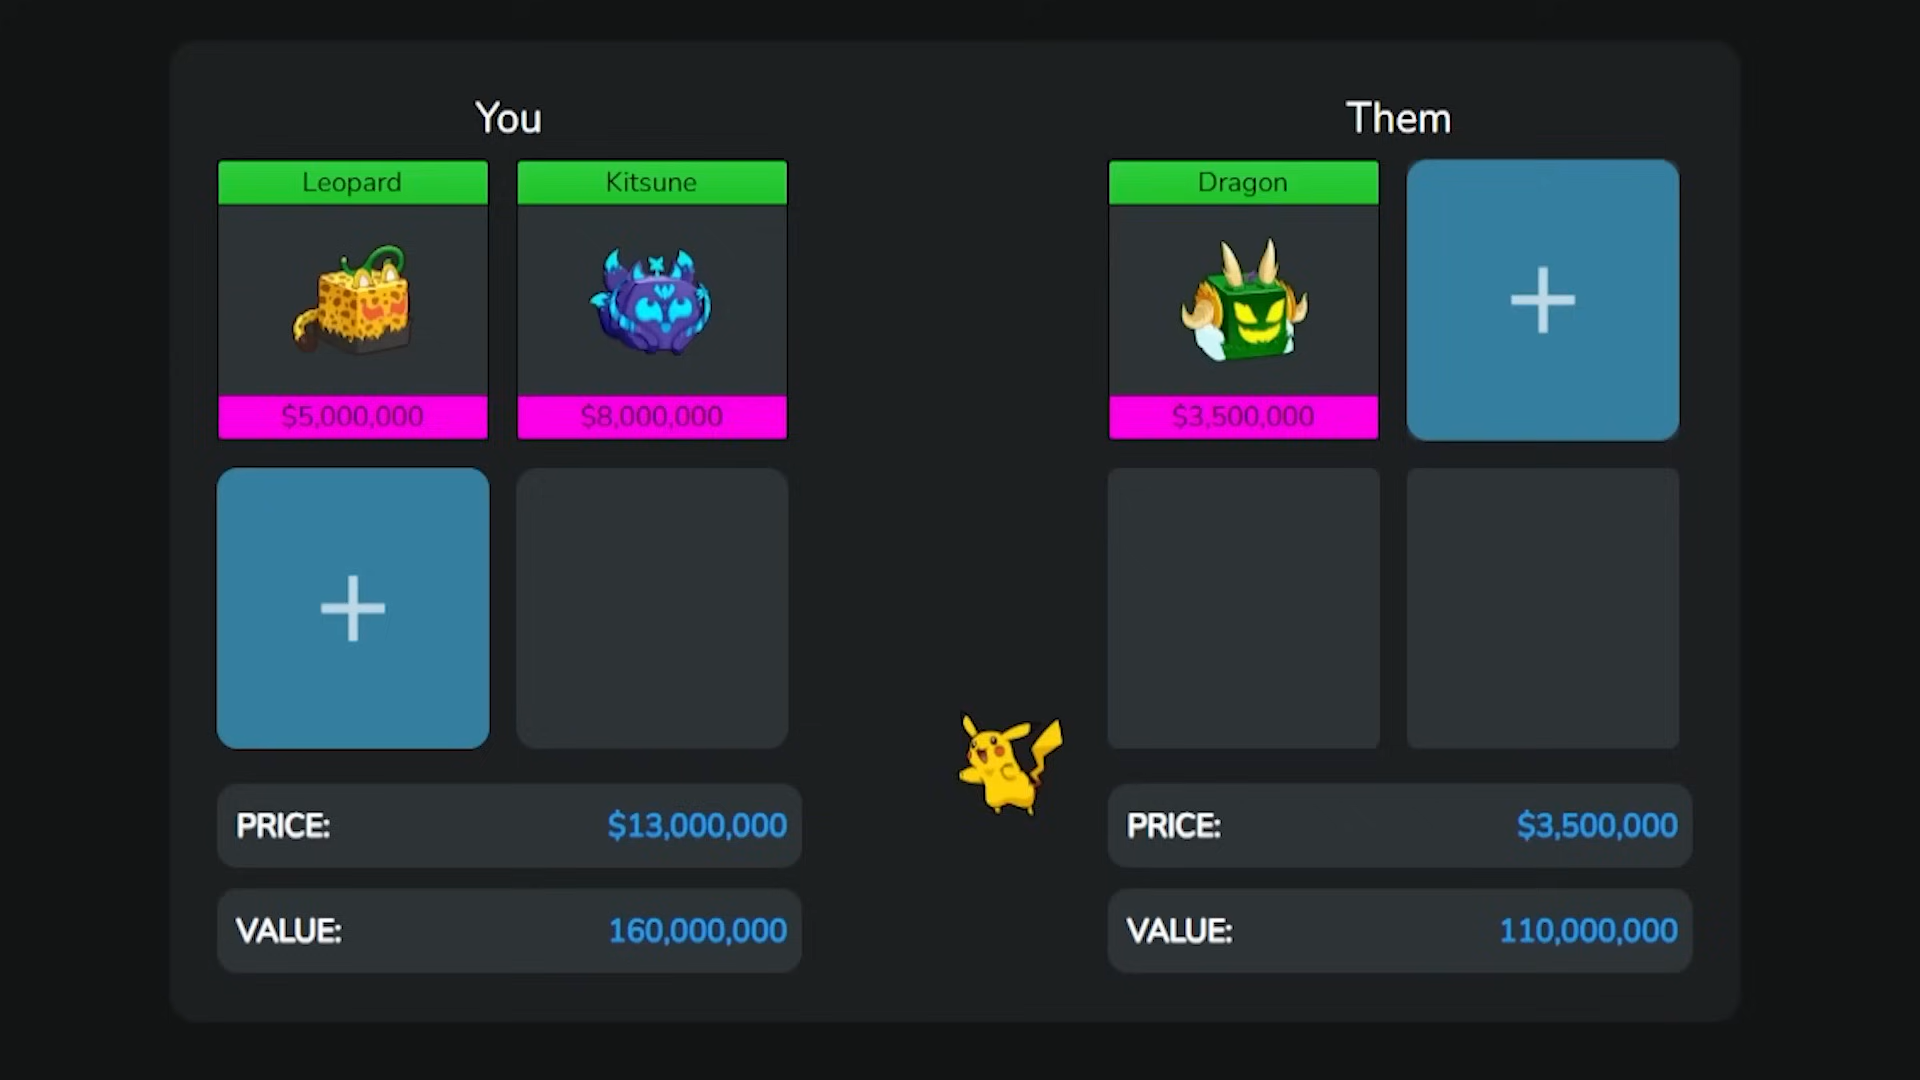 You
Them
Leopard
Kitsune
Dragon
$5,000,000
$8,000,000
$3,500,000
PRICE:
$13,000,000
PRICE:
$3,500,000
VALUE:
160,000,000
VALUE:
110,000,000